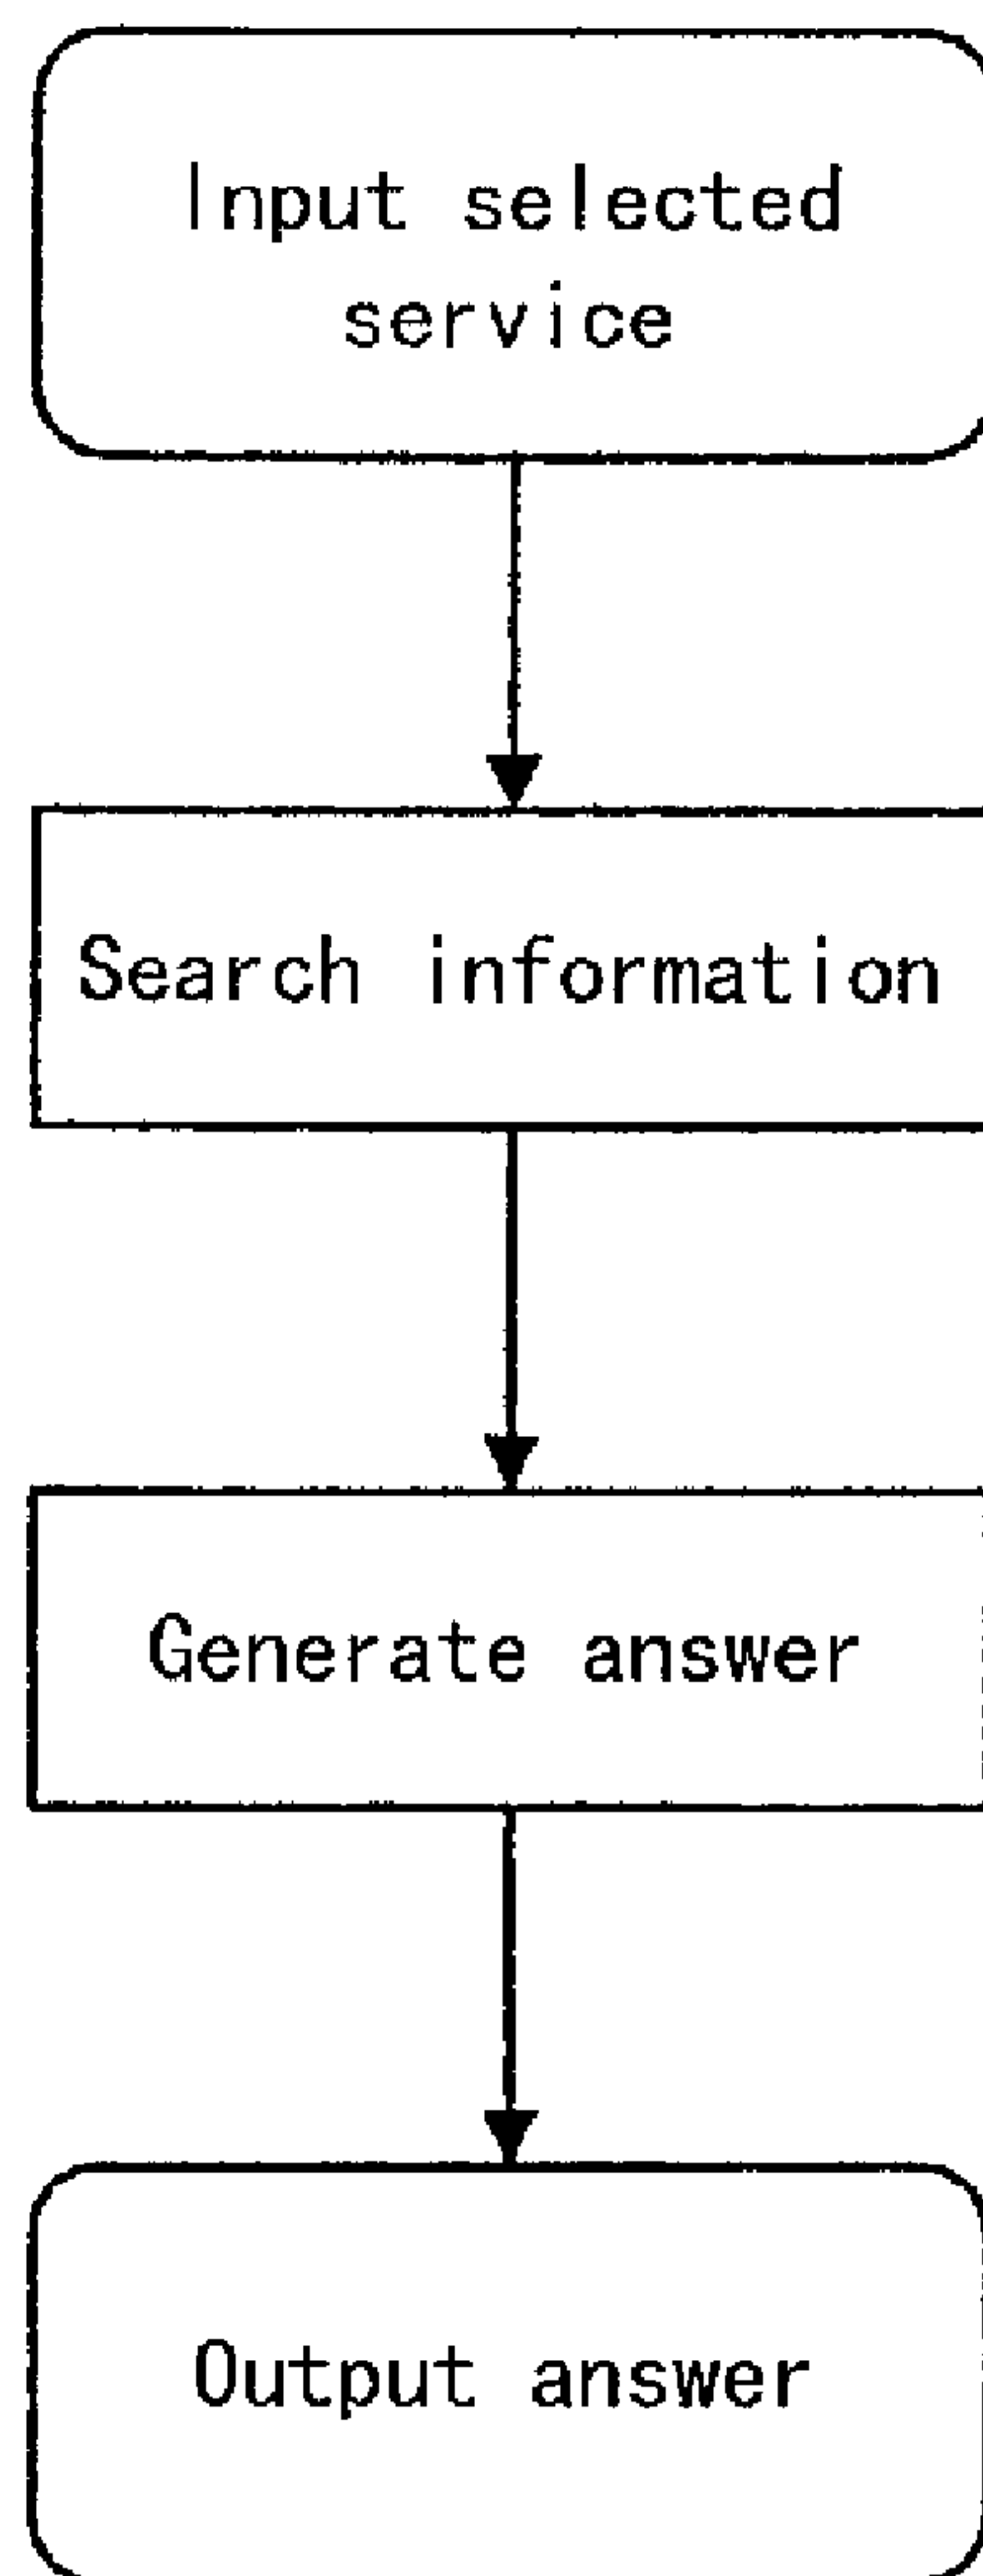 Input selected
service
Search information
Generate answer
Output answer